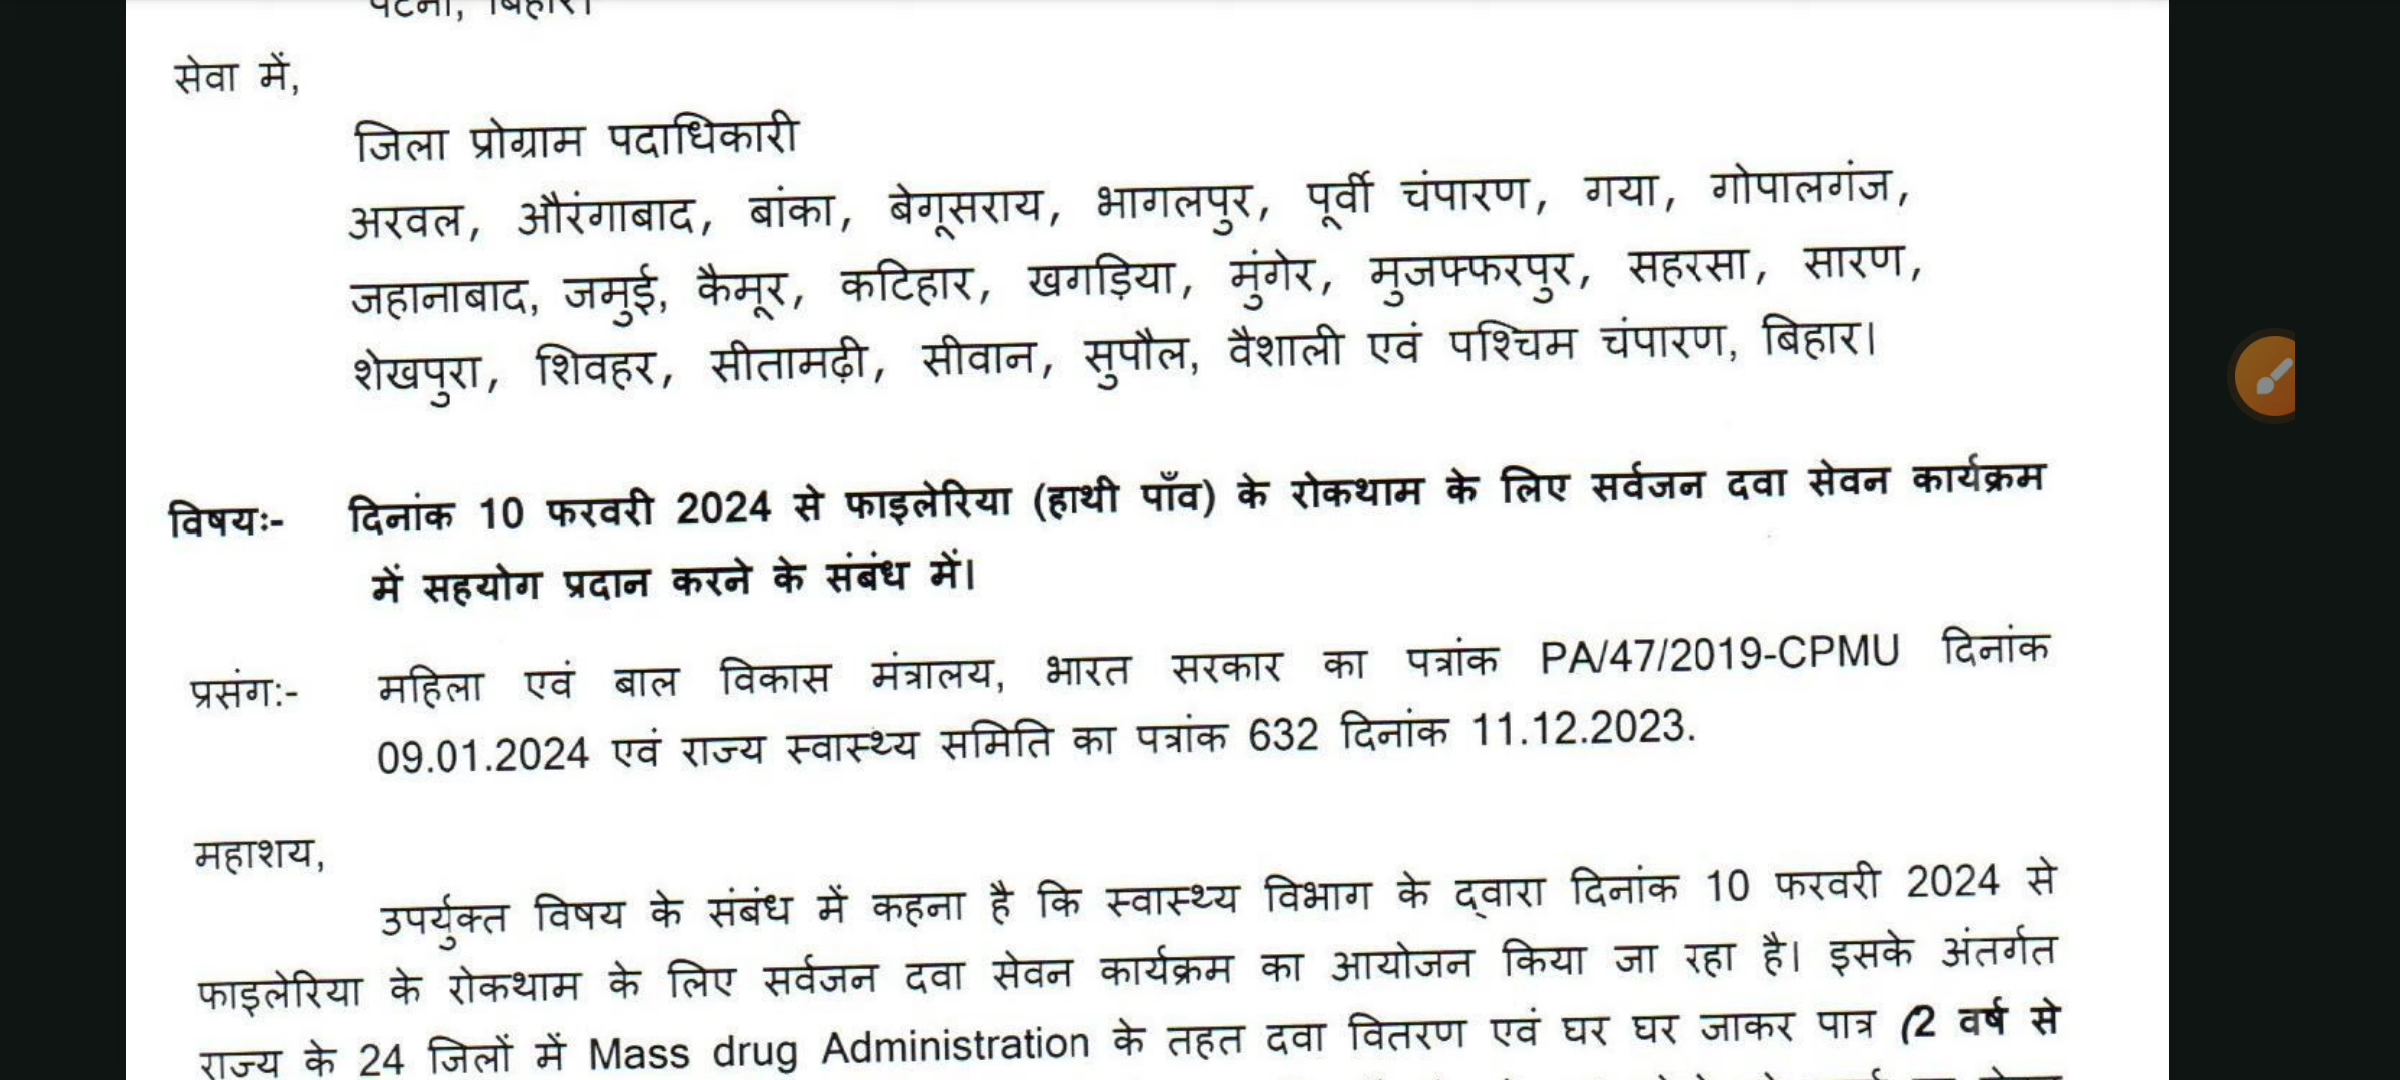 पटना, बिहार।
सेवा में,
जिला प्रोग्राम पदाधिकारी
अरवल, औरंगाबाद, बांका, बेगूसराय, भागलपुर, पूर्वी चंपारण, गया, गोपालगंज,
जहानाबाद, जमुई, कैमूर, कटिहार, खगड़िया, मुंगेर, मुजफ्फरपुर, सहरसा, सारण,
शेखपुरा, शिवहर, सीतामढ़ी, सीवान, सुपौल, वैशाली एवं पश्चिम चंपारण, बिहार।
विषयः- दिनांक 10 फरवरी 2024 से फाइलेरिया (हाथी पाँव) के रोकथाम के लिए सर्वजन दवा सेवन कार्यक्रम
में सहयोग प्रदान करने के संबंध में।
प्रसंग:- महिला एवं बाल विकास मंत्रालय, भारत सरकार का पत्रांक PA/47/2019-CPMU दिनांक
09.01.2024 एवं राज्य स्वास्थ्य समिति का पत्रांक 632 दिनांक 11.12.2023.
महाशय,
उपर्युक्त विषय के संबंध में कहना है कि स्वास्थ्य विभाग के द्वारा दिनांक 10 फरवरी 2024 से
फाइलेरिया के रोकथाम के लिए सर्वजन दवा सेवन कार्यक्रम का आयोजन किया जा रहा है। इसके अंतर्गत
राज्य के 24 जिलों में Mass drug Administration के तहत दवा वितरण एवं घर घर जाकर पात्र (2 वर्ष से